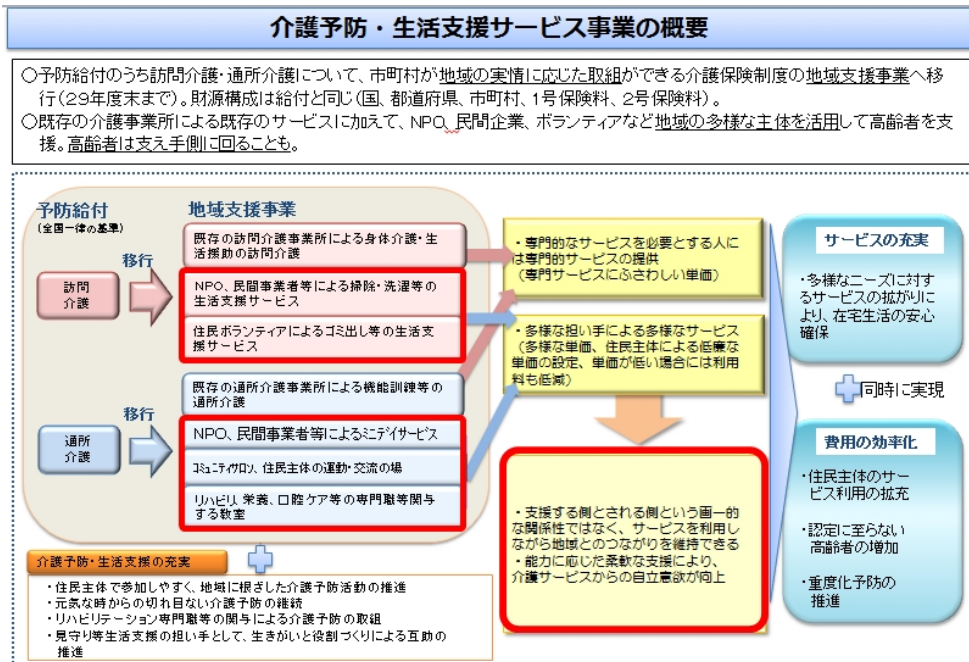 介護予防・生活支援サービス事業の概要
○予防給付のうち訪問介護・通所介護について、市町村が地域の実情に応じた取組ができる介護保険制度の地域支援事業へ移
行(29年度末まで)。財源構成は給付と同じ(国、都道府県、市町村、1号保険料、2号保険料)。
○既存の介護事業所による既存のサービスに加えて、NPO、民間企業、ボランティアなど地域の多様な主体を活用して高齢者を支
援。高齢者は支え手側に回ることも。
予防給付
(全国一律の基準)
移行
訪問
介護
移行
通所
介護
地域支援事業
既存の訪問介護事業所による身体介護・生
活援助の訪問介護
NPO、民間事業者等による掃除・洗濯等の
生活支援サービス
住民ボランティアによるゴミ出し等の生活支
援サービス
既存の通所介護事業所による機能訓練等の
通所介護
NPO、民間事業者等によるミニデイサービス
コミュニティサロン、住民主体の運動・交流の場
リハビリ、栄養、口腔ケア等の専門職等関与
する教室
介護予防・生活支援の充実
・住民主体で参加しやすく、地域に根ざした介護予防活動の推進
・元気な時からの切れ目ない介護予防の継続
・リハビリテーション専門職等の関与による介護予防の取組
・見守り等生活支援の担い手として、生きがいと役割づくりによる互助の
推進
・専門的なサービスを必要とする人に
は専門的サービスの提供
(専門サービスにふさわしい単価)
・多様な担い手による多様なサービス
(多様な単価、住民主体による低廉な
単価の設定、単価が低い場合には利用
料も低減)
・支援する側とされる側という画一的
な関係性ではなく、サービスを利用し
ながら地域とのつながりを維持できる
・能力に応じた柔軟な支援により、
介護サービスからの自立意欲が向上
サービスの充実
・多様なニーズに対す
るサービスの拡がりに
より、在宅生活の安心
確保
同時に実現
費用の効率化
・住民主体のサー
ビス利用の拡充
・認定に至らない
高齢者の増加
・重度化予防の
推進